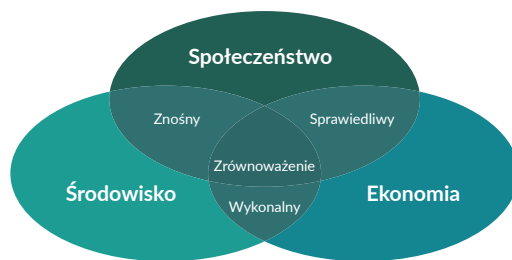 Społeczeństwo
Znośny
Sprawiedliwy
Zrównoważenie
Środowisko
Ekonomia
Wykonalny